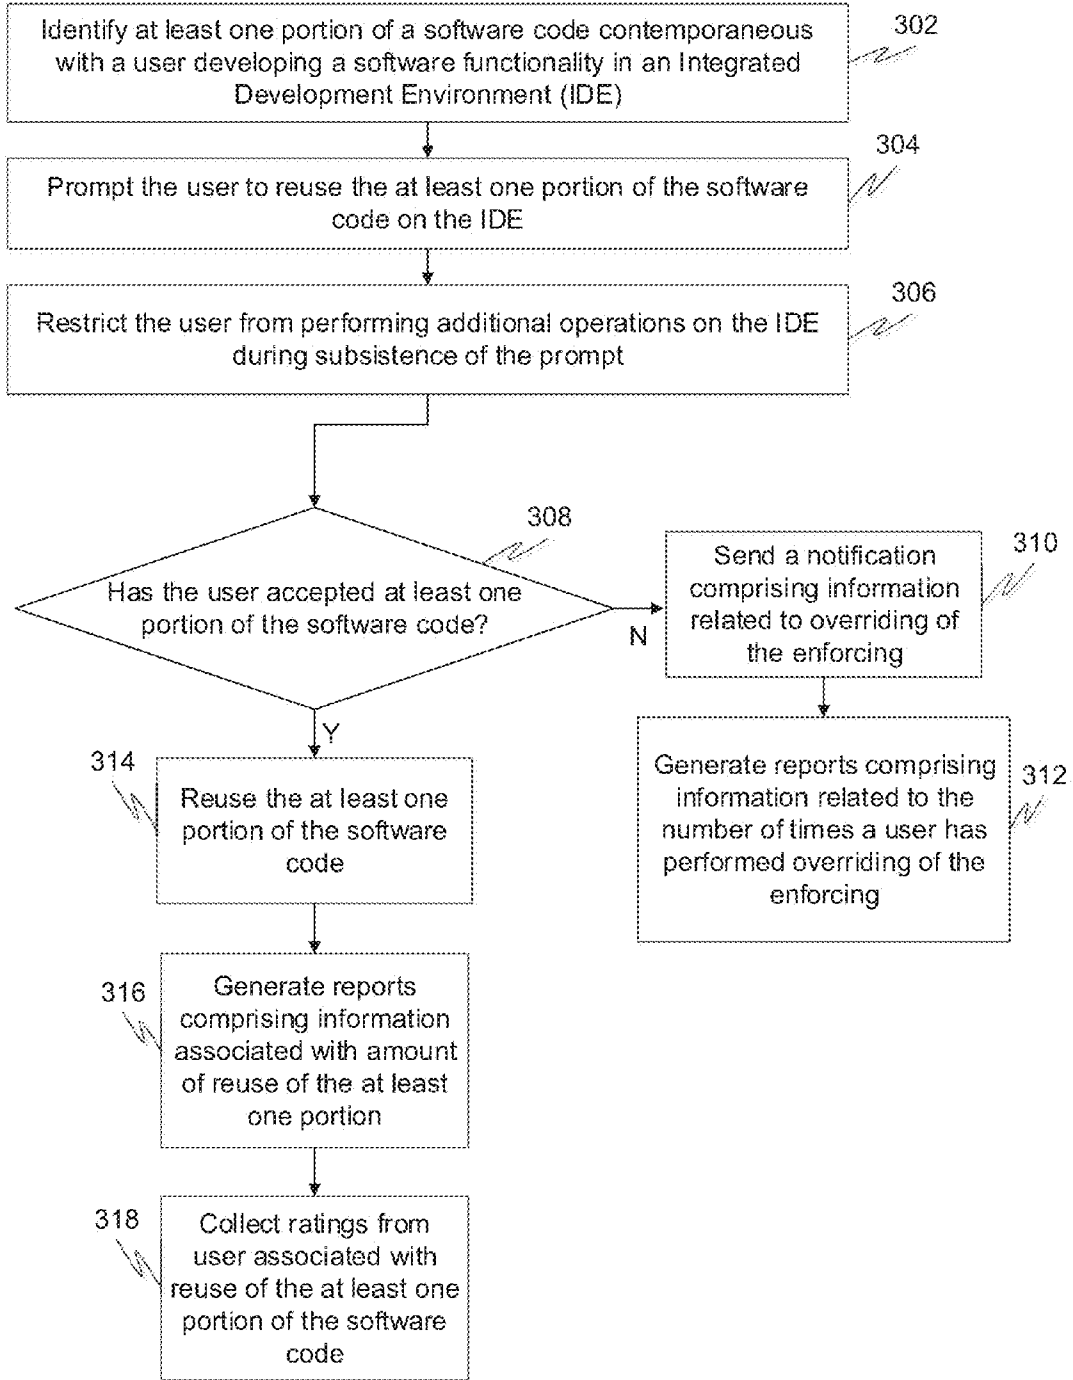 Identify at least one portion of a software code contemporaneous
with a user developing a software functionality in an Integrated
Development Environment (IDE)
302
304
Prompt the user to reuse the at least one portion of the software
code on the IDE
306
Restrict the user from performing additional operations on the IDE
during subsistence of the prompt
308
Has the user accepted at least one
portion of the software code?
N
310
Send a notification
comprising information
related to overriding of
the enforcing
Y
312
Generate reports comprising
information related to the
number of times a user has
performed overriding of the
enforcing
314
Reuse the at least one
portion of the software
code
316
Generate reports
comprising information
associated with amount
of reuse of the at least
one portion
318
Collect ratings from
user associated with
reuse of the at least one
portion of the software
code